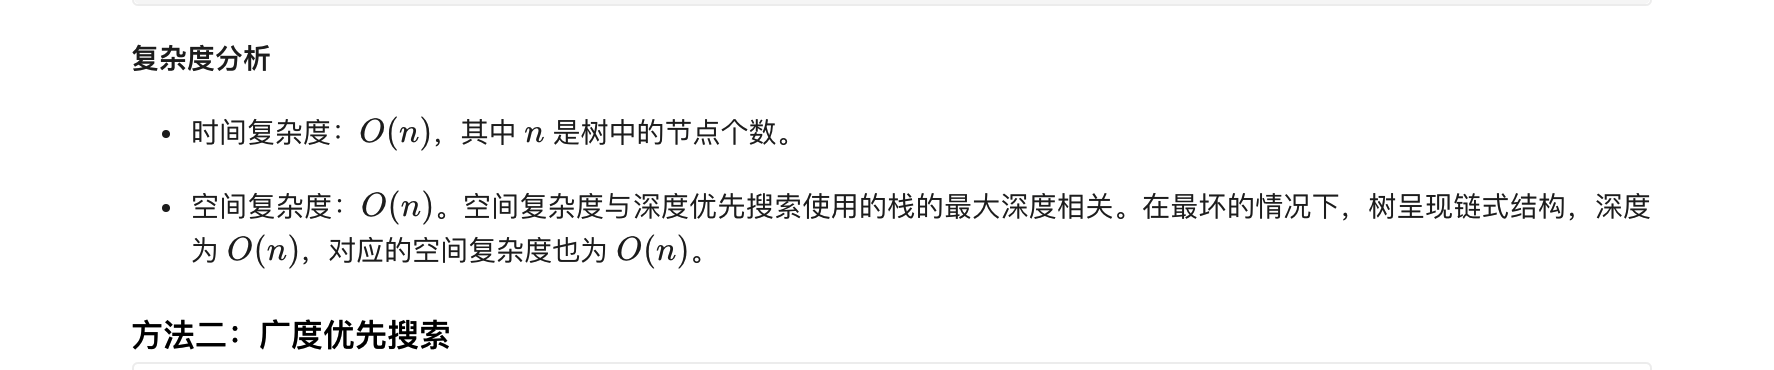 复杂度分析
• 时间复杂度：O(n)，其中 n 是树中的节点个数。
• 空间复杂度：O(n)。空间复杂度与深度优先搜索使用的栈的最大深度相关。在最坏的情况下，树呈现链式结构，深度
为 O(n)，对应的空间复杂度也为 O(n)。
方法二：广度优先搜索